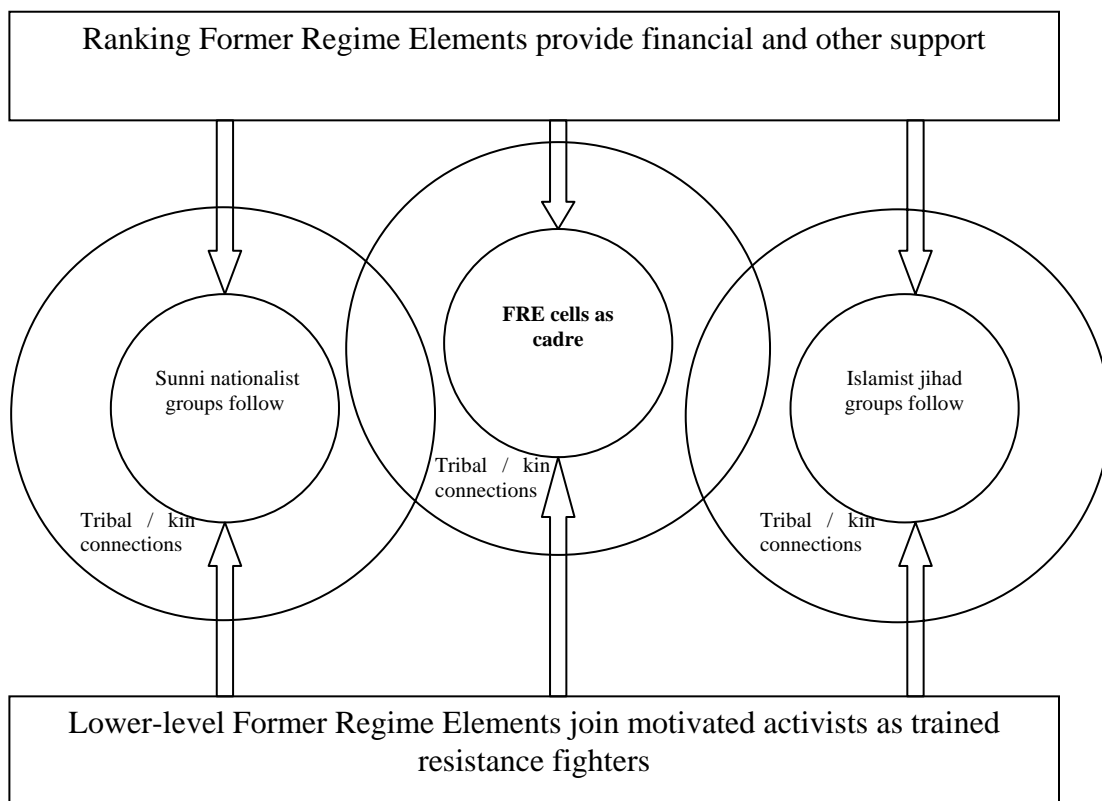 Ranking Former Regime Elements provide financial and other support
FRE cells as
cadre
Sunni nationalist
groups follow
Islamist jihad
groups follow
Tribal / kin
connections
Tribal / kin
connections
Tribal / kin
connections
Lower-level Former Regime Elements join motivated activists as trained
resistance fighters